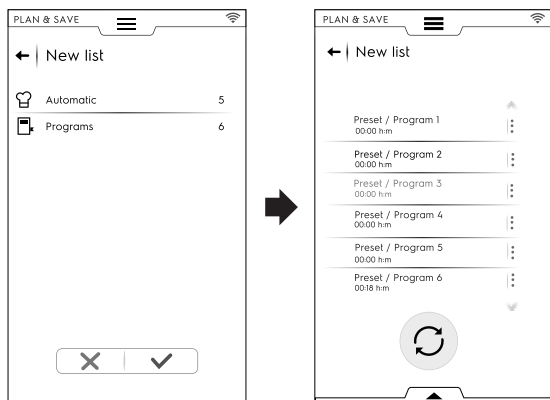 PLAN & SAVE
New list
Automatic 5
Programs 6
PLAN & SAVE
New list
Preset / Program 1
00:00 h:m
Preset / Program 2
00:00 h:m
Preset / Program 3
00:00 h:m
Preset / Program 4
00:00 h:m
Preset / Program 5
00:00 h:m
Preset / Program 6
00:18 h:m